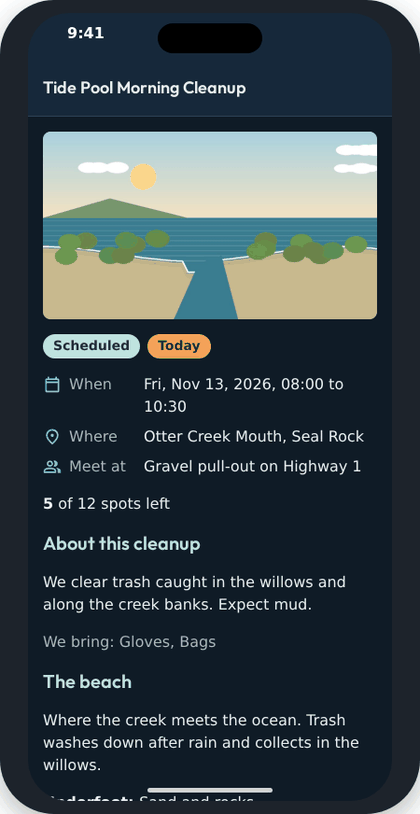 9:41
Tide Pool Morning Cleanup
Scheduled Today
When Fri, Nov 13, 2026, 08:00 to
10:30
Where Otter Creek Mouth, Seal Rock
Meet at Gravel pull-out on Highway 1
5 of 12 spots left
About this cleanup
We clear trash caught in the willows and
along the creek banks. Expect mud.
We bring: Gloves, Bags
The beach
Where the creek meets the ocean. Trash
washes down after rain and collects in the
willows.
Underfoot: Sand and rocks